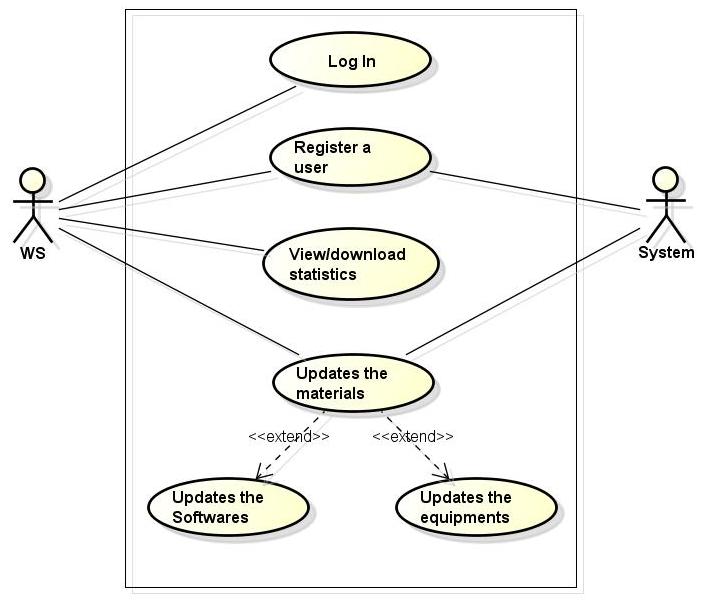 Log In
Register a
user
View/download
statistics
WS
System
Updates the
materials
<<extend>>
<<extend>>
Updates the
Softwares
Updates the
equipments